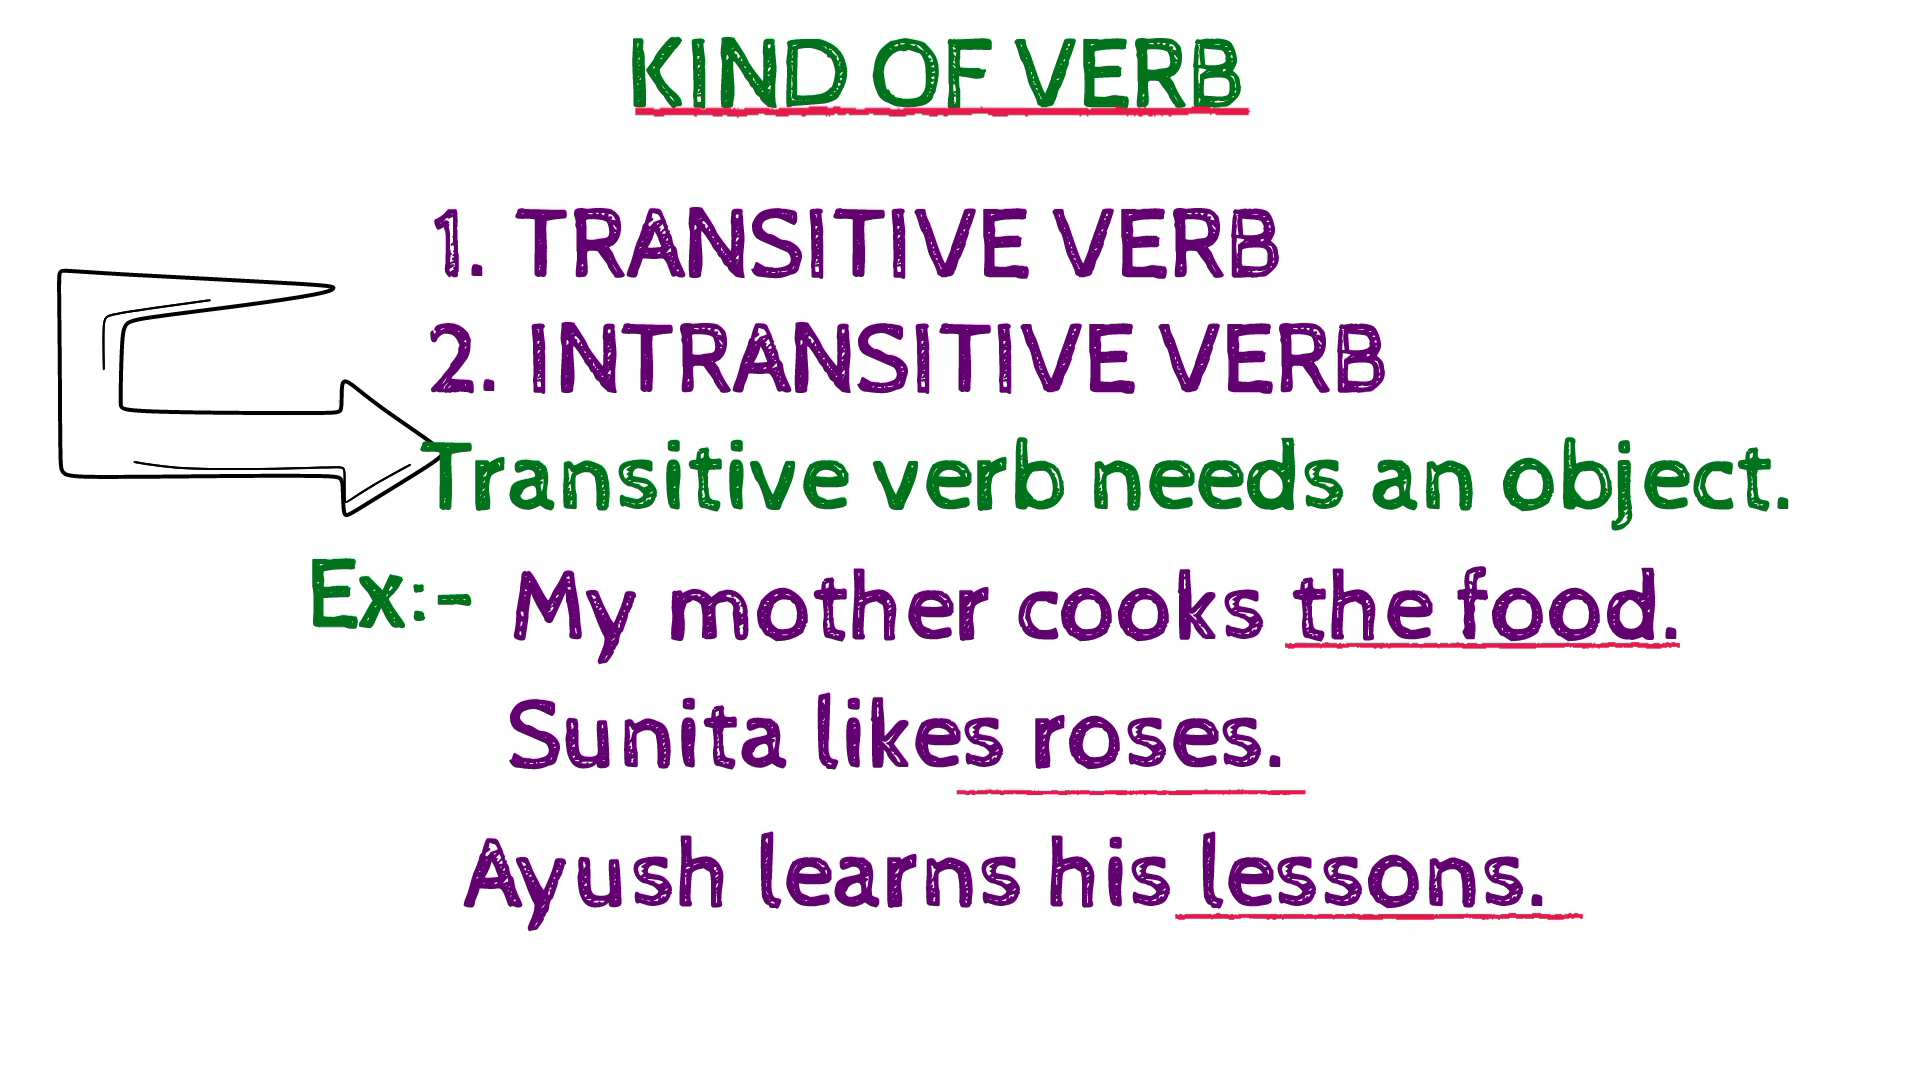 KIND OF VERB
1. TRANSITIVE VERB
2. INTRANSITIVE VERB
Transitive verb needs an object.
Ex:- My mother cooks the food.
Sunita likes roses.
Ayush learns his lessons.